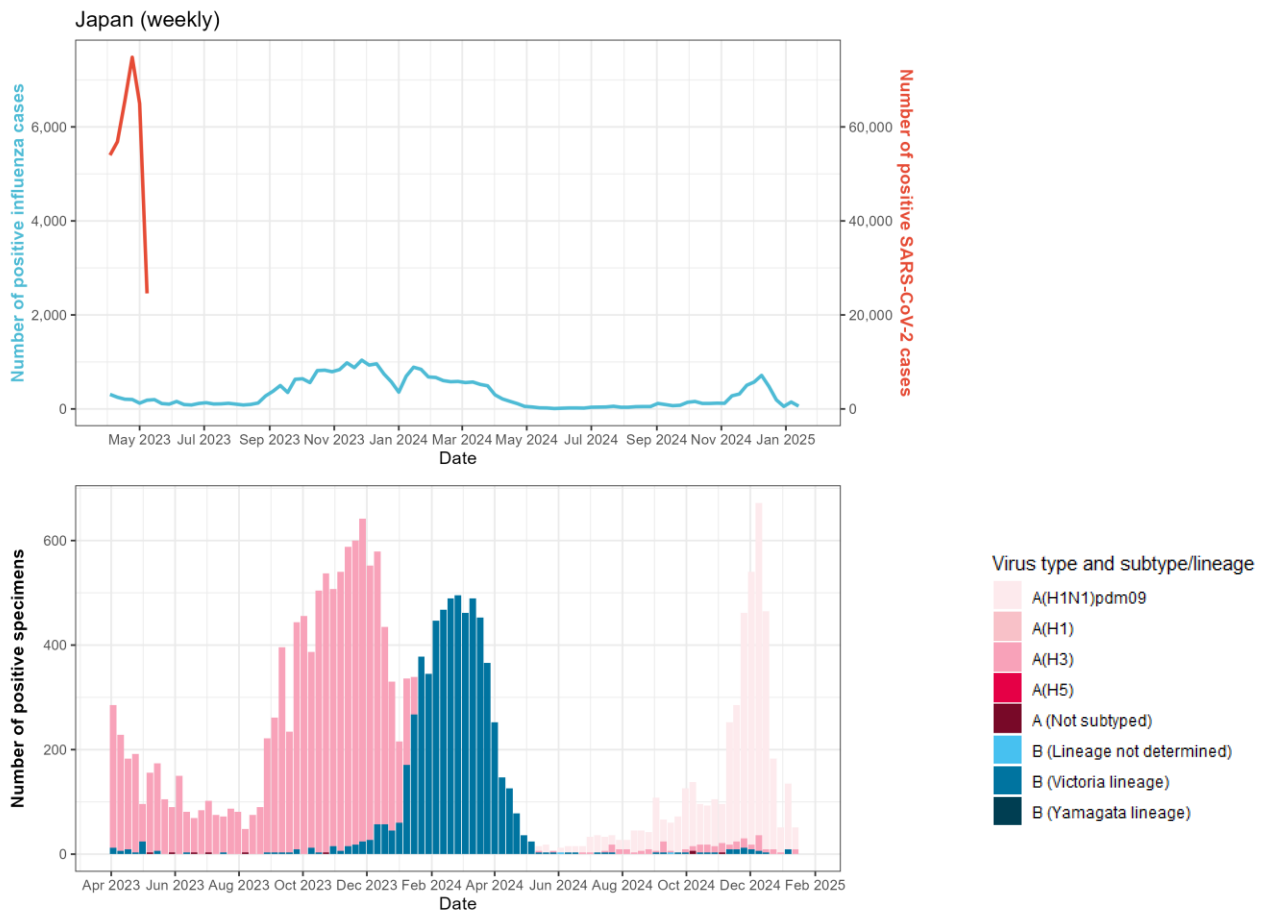 Japan (weekly)
Number of positive influenza cases
6,000
4,000
2,000
0
60,000
40,000
20,000
0
Number of positive SARS-CoV-2 cases
May 2023 Jul 2023 Sep 2023 Nov 2023 Jan 2024 Mar 2024 May 2024 Jul 2024 Sep 2024 Nov 2024 Jan 2025
Date
Number of positive specimens
600
400
200
0
Apr 2023 Jun 2023 Aug 2023 Oct 2023 Dec 2023 Feb 2024 Apr 2024 Jun 2024 Aug 2024 Oct 2024 Dec 2024 Feb 2025
Date
Virus type and subtype/lineage
A(H1N1)pdm09
A(H1)
A(H3)
A(H5)
A (Not subtyped)
B (Lineage not determined)
B (Victoria lineage)
B (Yamagata lineage)